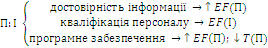 достовірність інформації → ↑ EF(П)
П: I { кваліфікація персоналу → EF(I)
програмне забезпечення → ↑ EF(П); ↓ T(П)